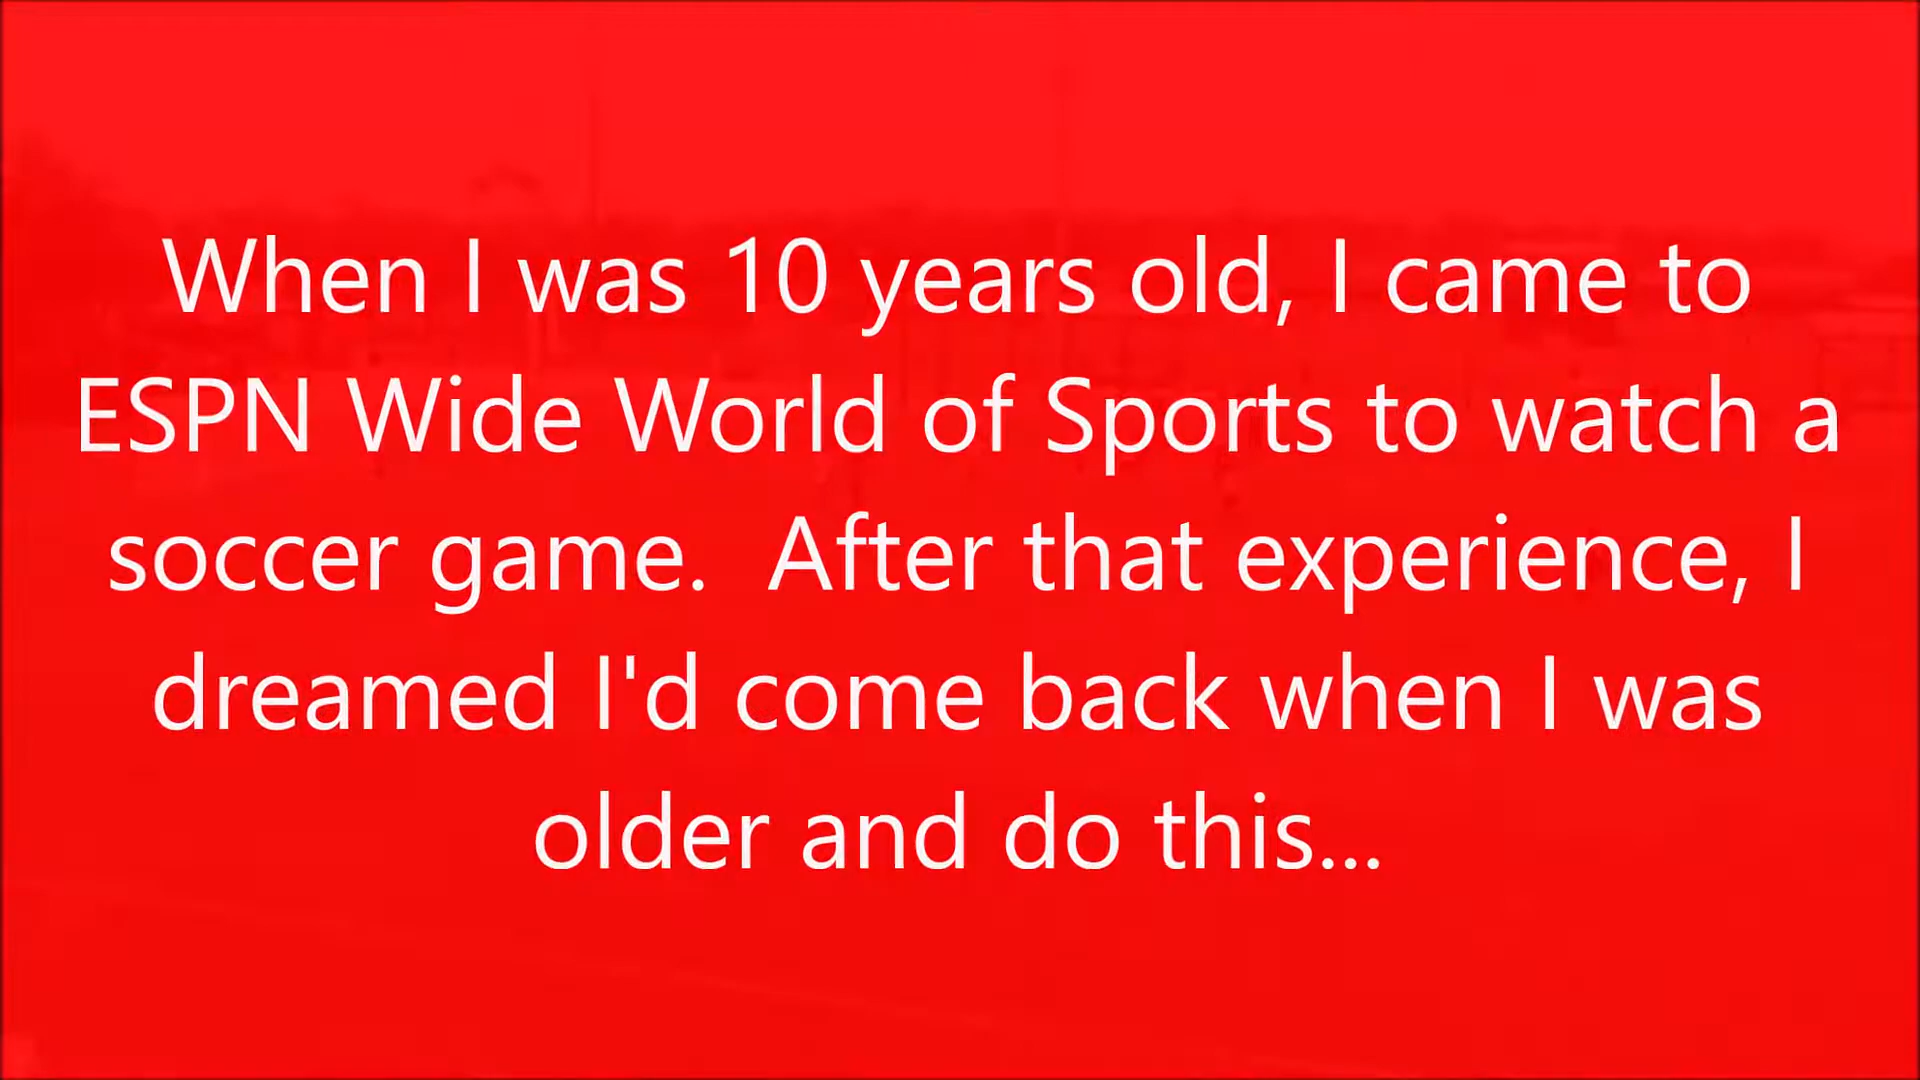 When I was 10 years old, I came to
ESPN Wide World of Sports to watch a
soccer game.  After that experience, I
dreamed I'd come back when I was
older and do this...